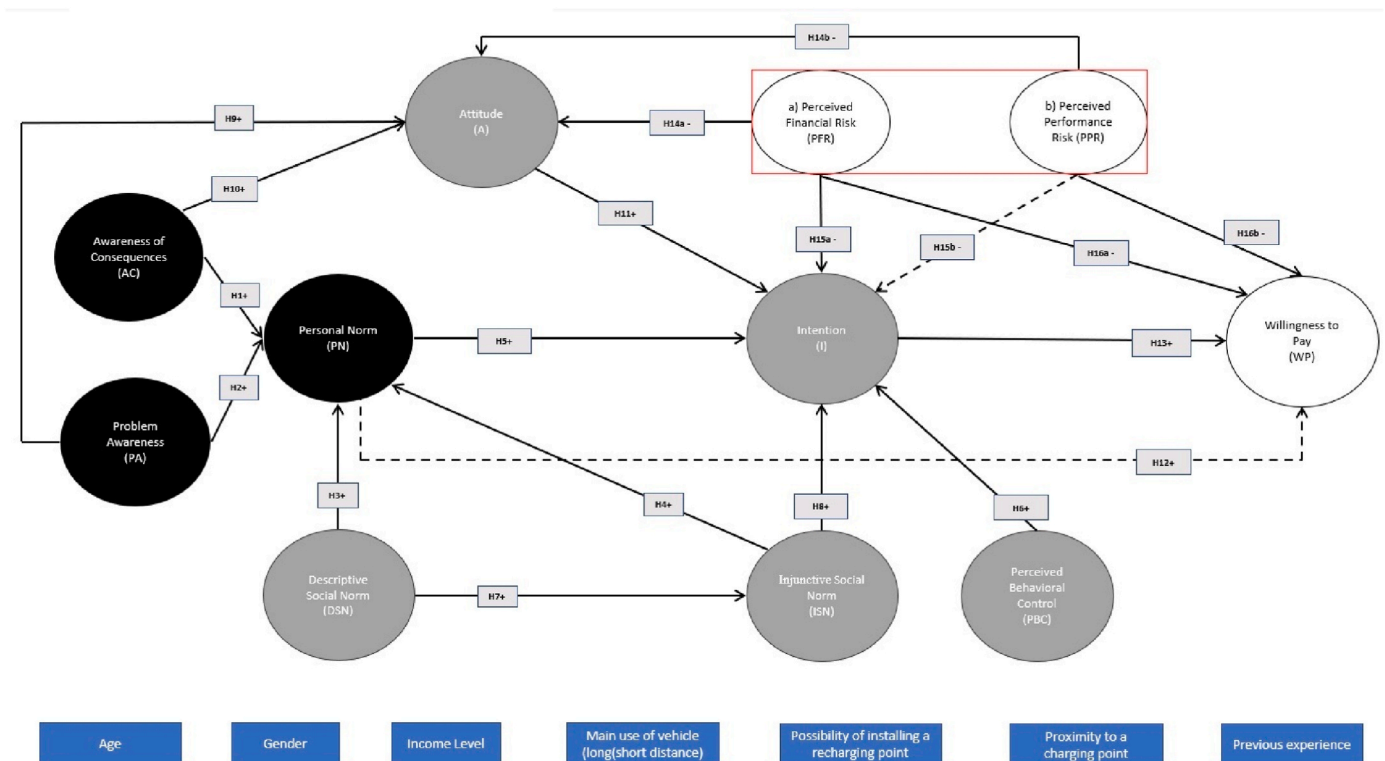 H14b -
H9+
Attitude
(A)
H14a -
a) Perceived
Financial Risk
(PFR)
b) Perceived
Performance
Risk (PPR)
H10+
H11+
Awareness of
Consequences
(AC)
H15a -
H15b -
H16a -
H16b -
H1+
Personal Norm
(PN)
H5+
Intention
(I)
H13+
Willingness to
Pay
(WP)
H2+
Problem
Awareness
(PA)
H12+
H3+
H4+
H8+
H6+
Descriptive
Social Norm
(DSN)
H7+
Injunctive Social
Norm
(ISN)
Perceived
Behavioral
Control
(PBC)
Age
Gender
Income Level
Main use of vehicle
(long(short distance)
Possibility of installing a
recharging point
Proximity to a
charging point
Previous experience